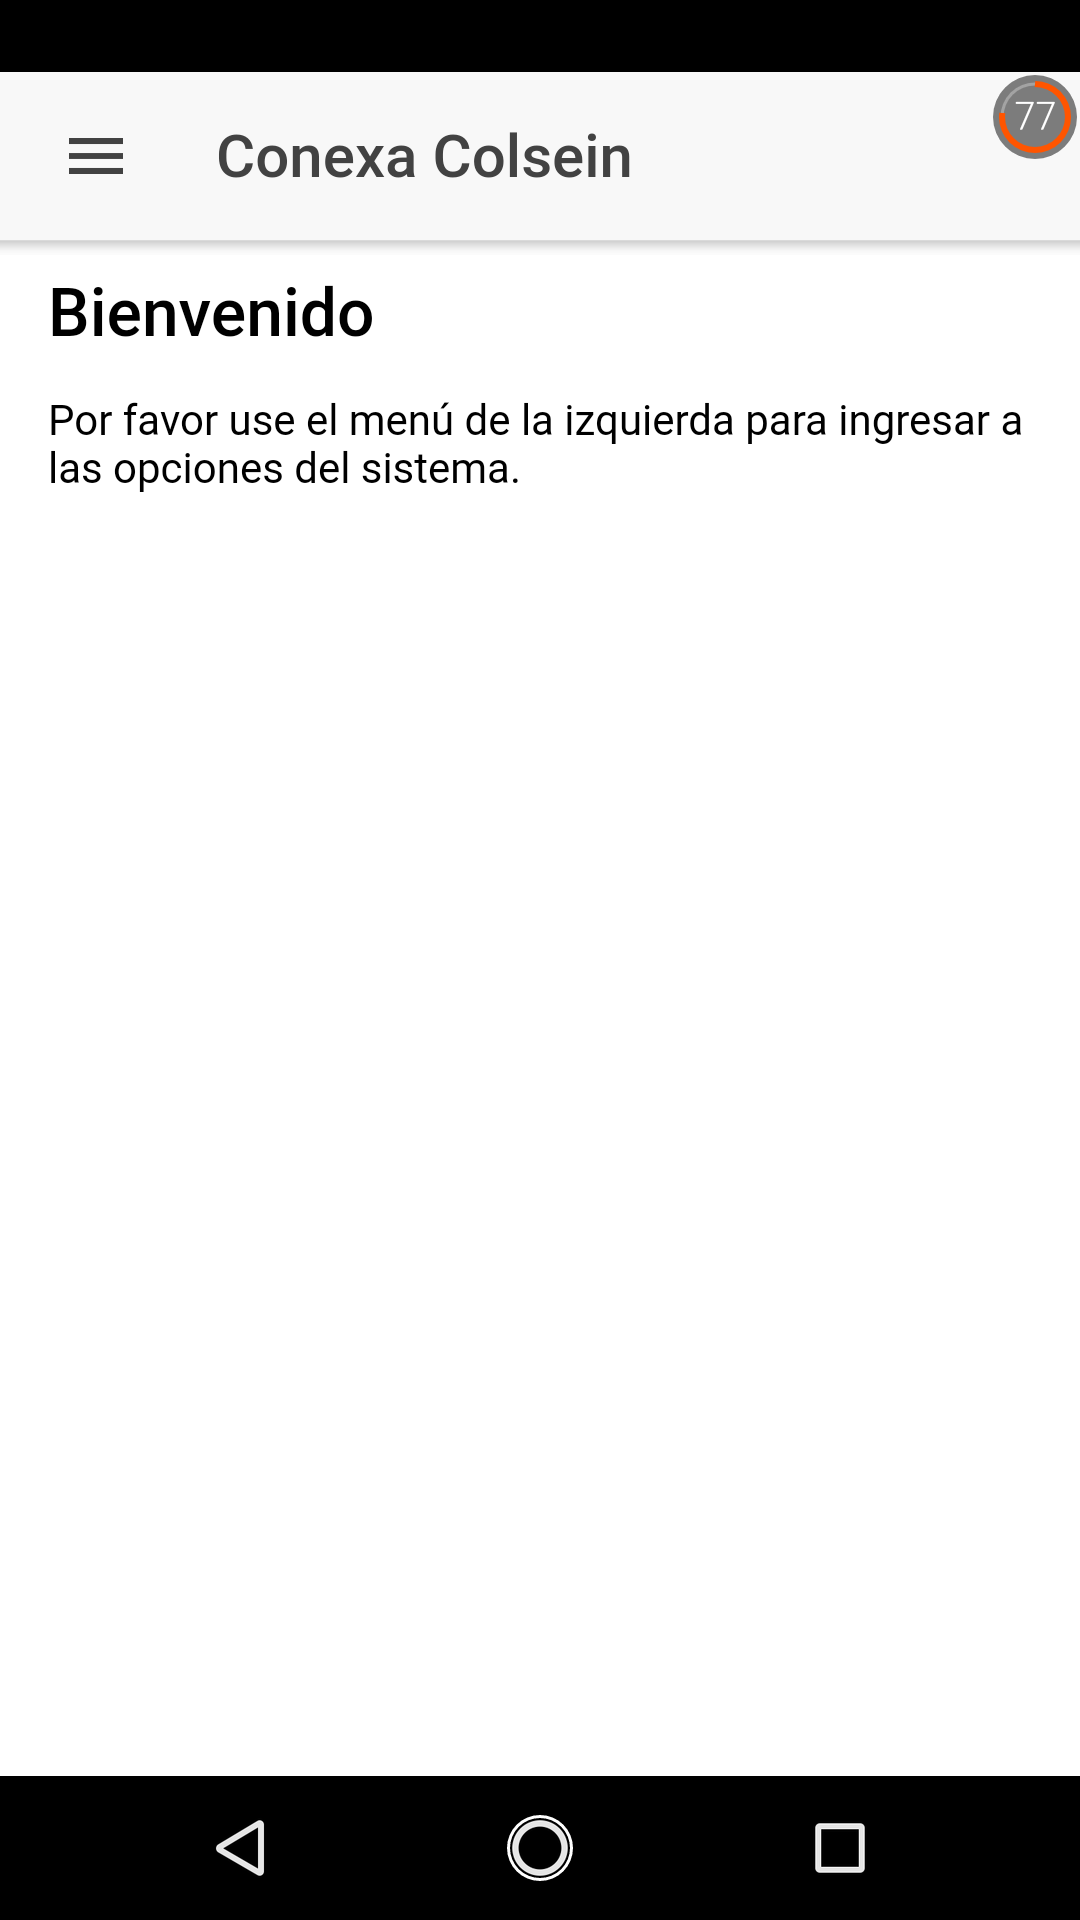 77
Conexa Colsein
Bienvenido
Por favor use el menú de la izquierda para ingresar a
las opciones del sistema.